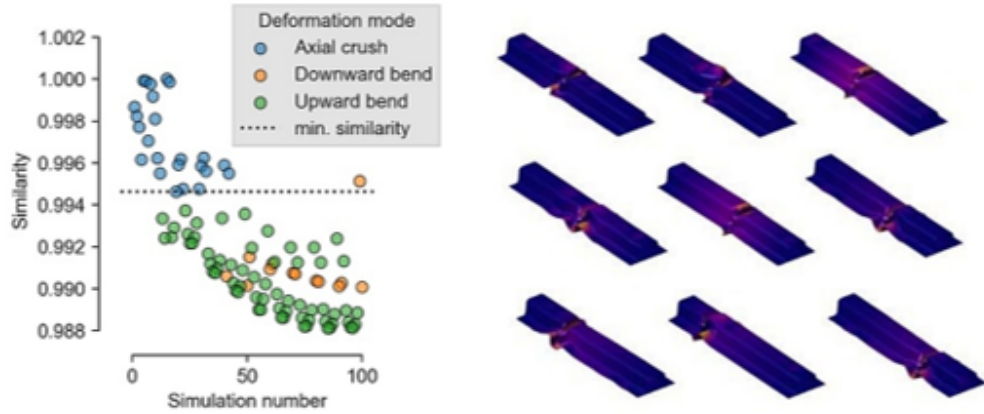 Deformation mode
Axial crush
Downward bend
Upward bend
min. similarity
1.002
1.000
0.998
0.996
0.994
0.992
0.990
0.988
Similarity
0
50
100
Simulation number